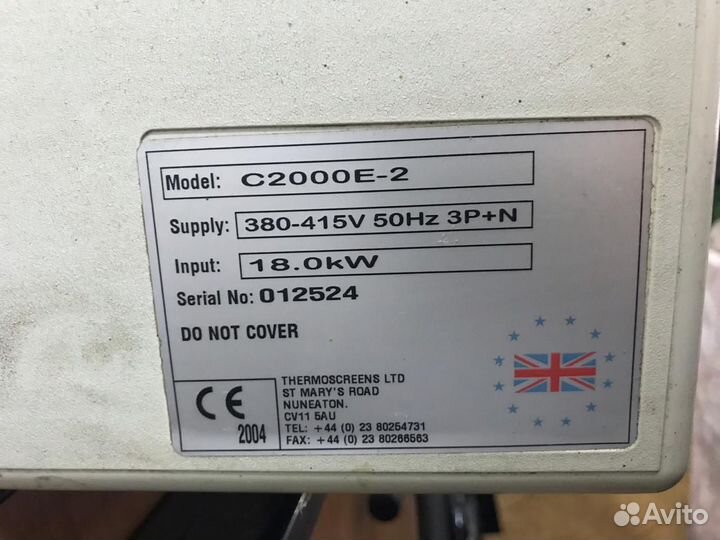 Model: C2000E-2
Supply: 380-415V 50Hz 3P+N
Input: 18.0kW
Serial No: 012524
DO NOT COVER
CE
2004
THERMOSCREENS LTD
ST MARY'S ROAD
NUNEATON.
CV11 5AU
TEL: +44 (0) 23 80254731
FAX: +44 (0) 23 80266563
Avito